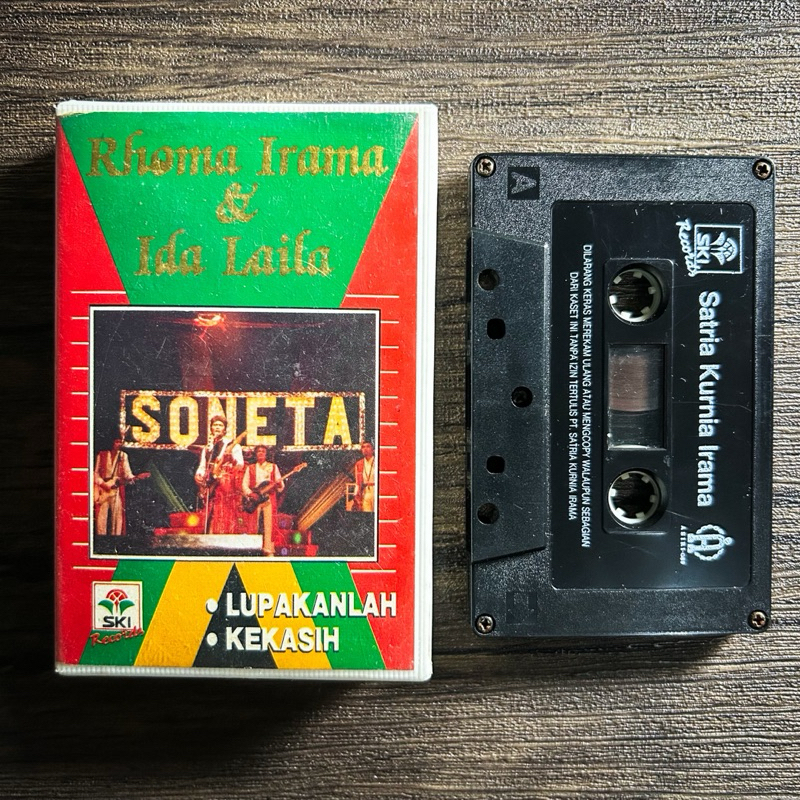 Rhoma Irama
&
Ida Laila
SONETA
• LUPAKANLAH
• KEKASIH
SKI
Records
A
SKI
Records
Satria Kurnia Irama
DILARANG KERAS MEREKAM ULANG ATAU MENGCOPY WALAUPUN SEBAGIAN
DARI KASET INI TANPA IZIN TERTULIS PT. SATRIA KURNIA IRAMA